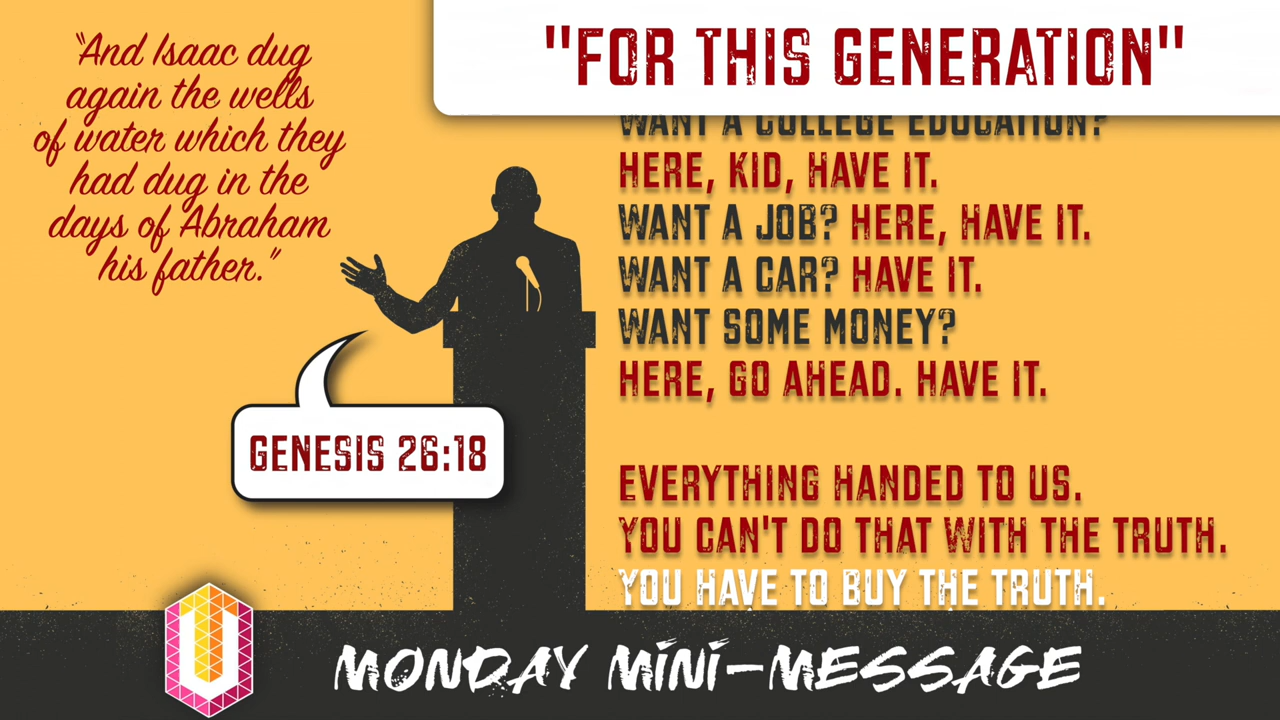 "And Isaac dug
again the wells
of water which they
had dug in the
days of Abraham
his father."
GENESIS 26:18
"FOR THIS GENERATION"
WANT A COLLEGE EDUCATION?
HERE, KID, HAVE IT.
WANT A JOB? HERE, HAVE IT.
WANT A CAR? HAVE IT.
WANT SOME MONEY?
HERE, GO AHEAD. HAVE IT.
EVERYTHING HANDED TO US.
YOU CAN'T DO THAT WITH THE TRUTH.
YOU HAVE TO BUY THE TRUTH.
U
MONDAY MINI-MESSAGE